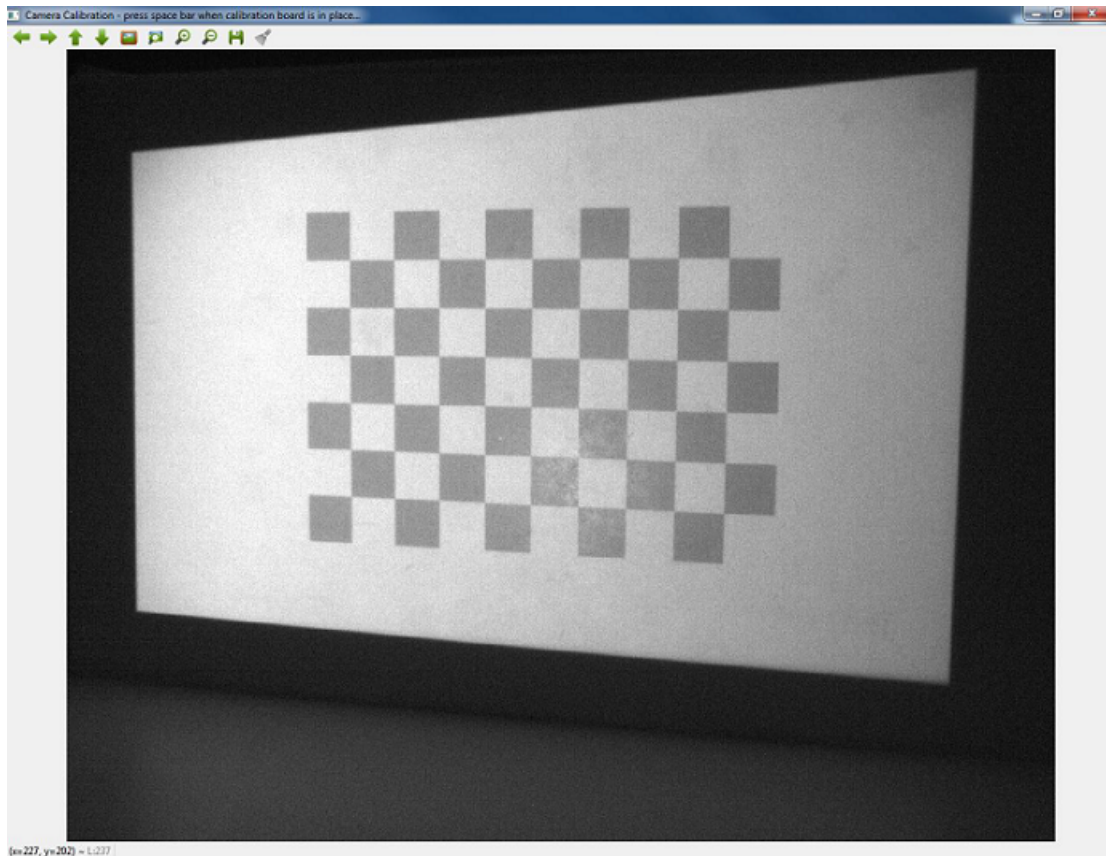 Camera Calibration - press space bar when calibration board is in place...
(x=227, y=202) ~ L:237